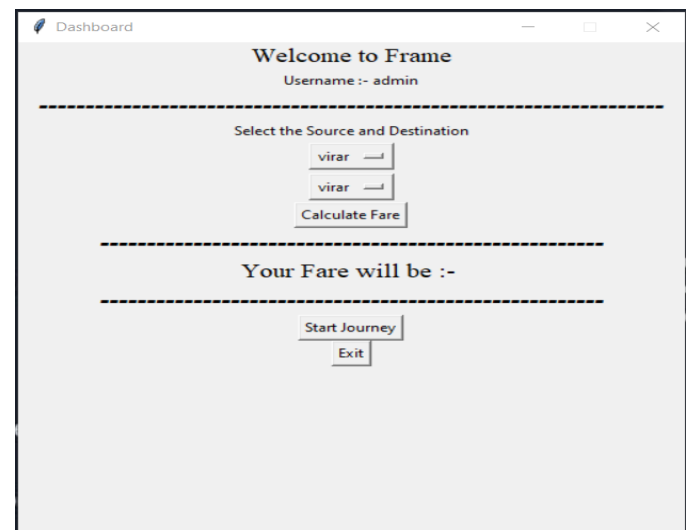 Dashboard
Welcome to Frame
Username :- admin
--------------------------------------------------------------------
Select the Source and Destination
virar
virar
Calculate Fare
-------------------------------------------------------
Your Fare will be :-
-------------------------------------------------------
Start Journey
Exit